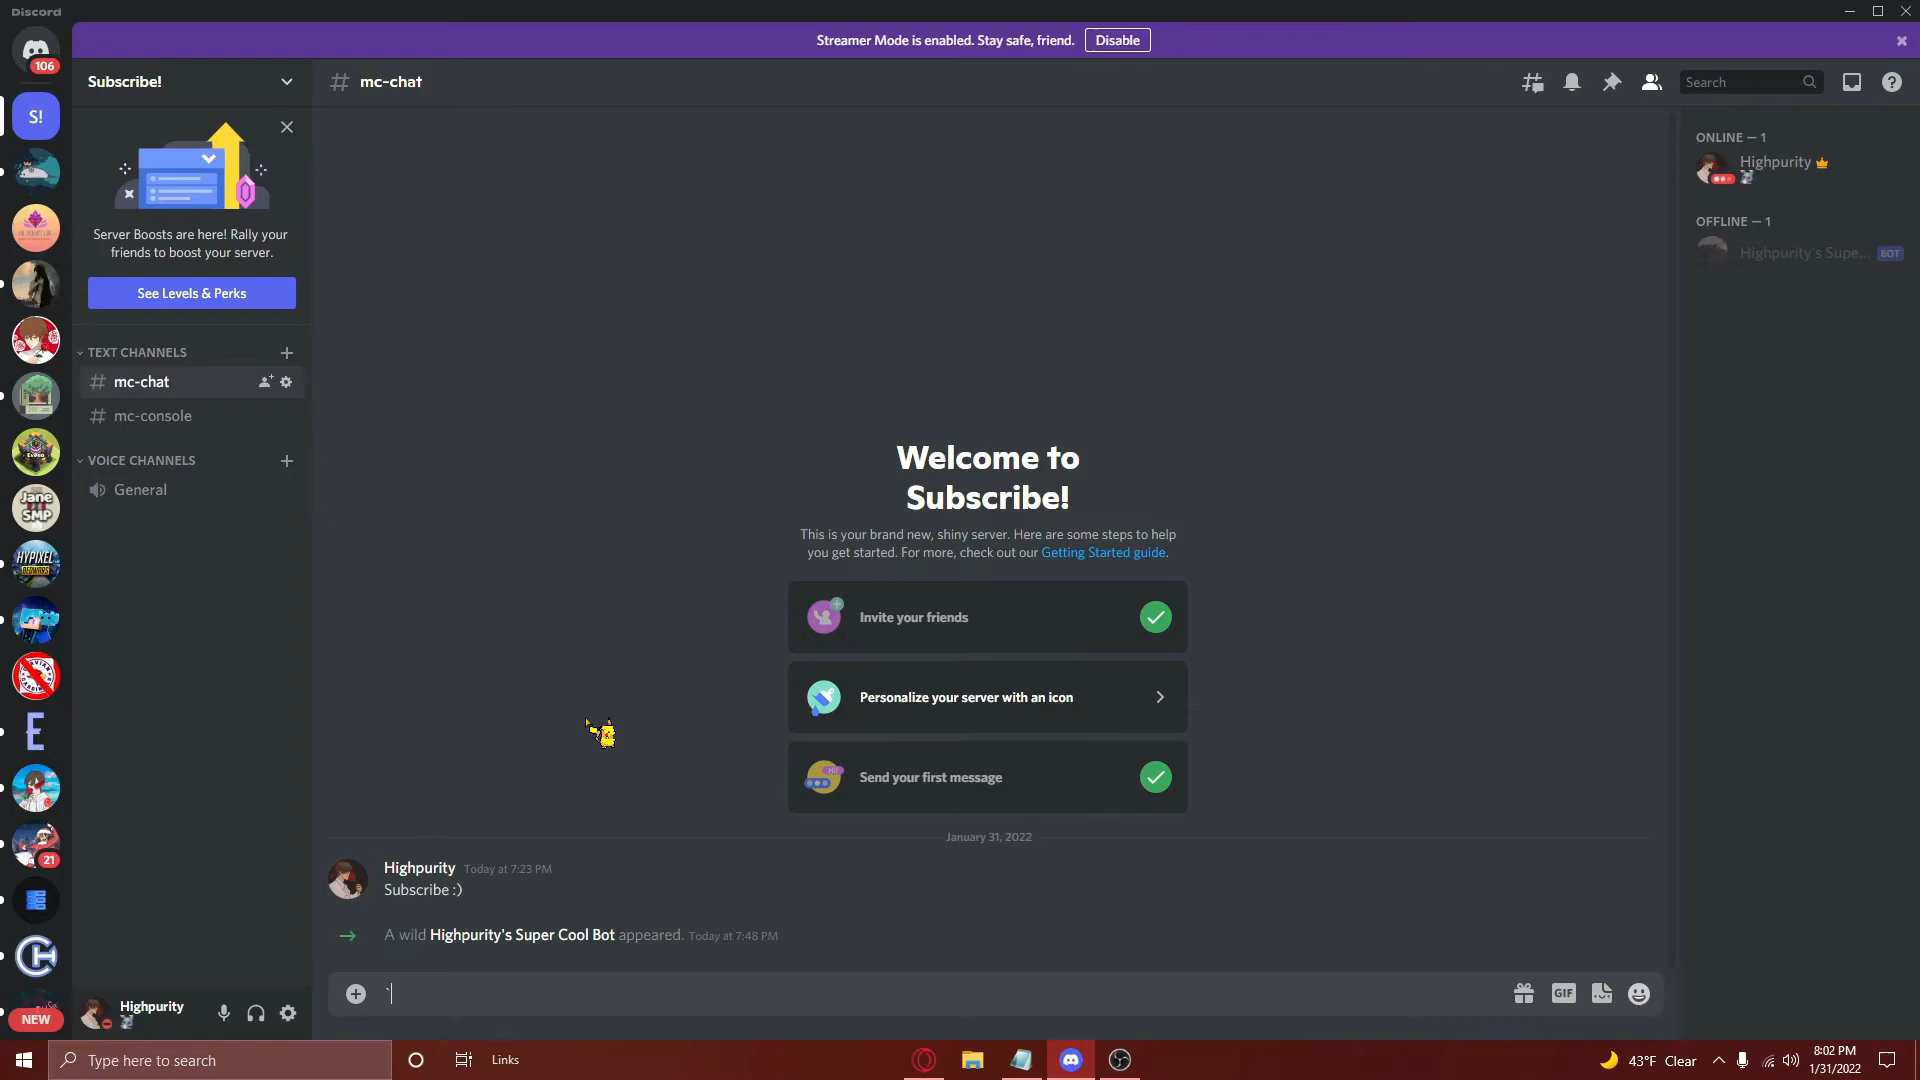 Discord
Streamer Mode is enabled. Stay safe, friend. Disable
106
Subscribe!
# mc-chat
Search
S!
Server Boosts are here! Rally your
friends to boost your server.
See Levels & Perks
TEXT CHANNELS
mc-chat
mc-console
VOICE CHANNELS
General
Jane
SMP
HYPIXEL
E
21
NEW
Highpurity
Welcome to
Subscribe!
This is your brand new, shiny server. Here are some steps to help
you get started. For more, check out our Getting Started guide.
Invite your friends
Personalize your server with an icon
Send your first message
January 31, 2022
Highpurity Today at 7:23 PM
Subscribe :)
A wild Highpurity's Super Cool Bot appeared. Today at 7:48 PM
`
GIF
ONLINE — 1
Highpurity
OFFLINE — 1
Highpurity's Supe... BOT
Type here to search
Links
43°F Clear
8:02 PM
1/31/2022